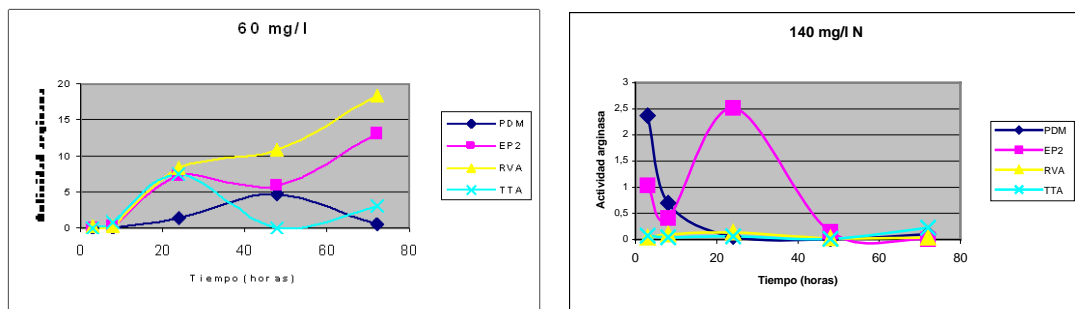 60 mg/l
20
15
10
5
0
0 20 40 60 80
Tiempo (horas)
PDM
EP2
RVA
TTA
140 mg/l N
Actividad arginasa
3
2,5
2
1,5
1
0,5
0
0 20 40 60 80
Tiempo (horas)
PDM
EP2
RVA
TTA